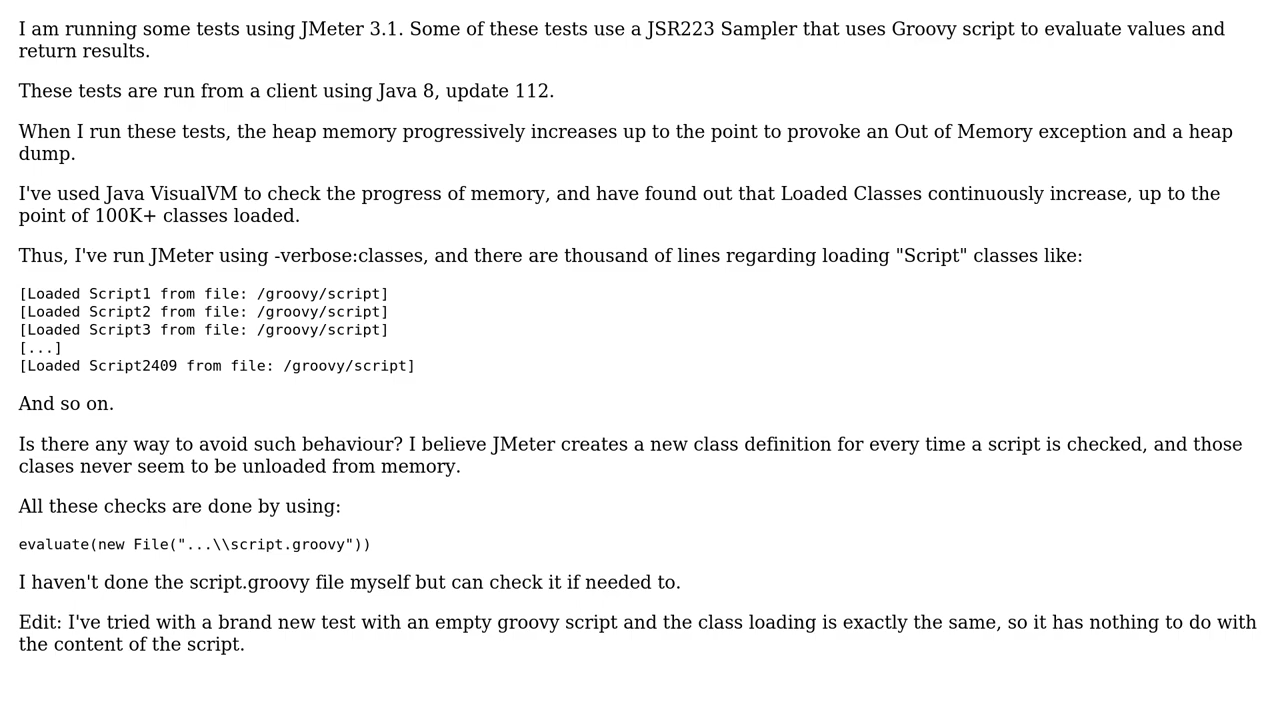 I am running some tests using JMeter 3.1. Some of these tests use a JSR223 Sampler that uses Groovy script to evaluate values and
return results.
These tests are run from a client using Java 8, update 112.
When I run these tests, the heap memory progressively increases up to the point to provoke an Out of Memory exception and a heap
dump.
I've used Java VisualVM to check the progress of memory, and have found out that Loaded Classes continuously increase, up to the
point of 100K+ classes loaded.
Thus, I've run JMeter using -verbose:classes, and there are thousand of lines regarding loading "Script" classes like:
[Loaded Script1 from file: /groovy/script]
[Loaded Script2 from file: /groovy/script]
[Loaded Script3 from file: /groovy/script]
[...]
[Loaded Script2409 from file: /groovy/script]
And so on.
Is there any way to avoid such behaviour? I believe JMeter creates a new class definition for every time a script is checked, and those
clases never seem to be unloaded from memory.
All these checks are done by using:
evaluate(new File("...\\script.groovy"))
I haven't done the script.groovy file myself but can check it if needed to.
Edit: I've tried with a brand new test with an empty groovy script and the class loading is exactly the same, so it has nothing to do with
the content of the script.